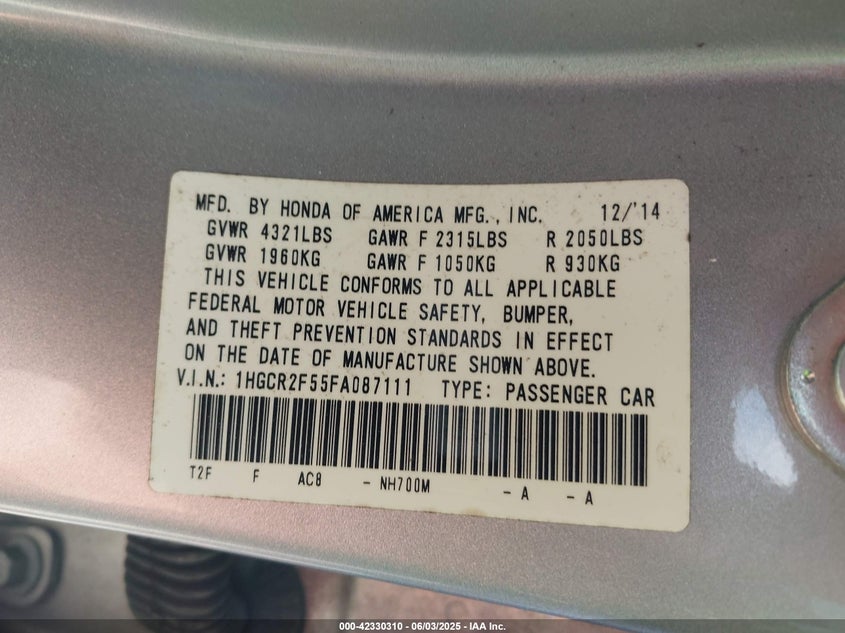 MFD. BY HONDA OF AMERICA MFG., INC. 12/'14
GVWR 4321LBS GAWR F 2315LBS R 2050LBS
GVWR 1960KG GAWR F 1050KG R 930KG
THIS VEHICLE CONFORMS TO ALL APPLICABLE
FEDERAL MOTOR VEHICLE SAFETY, BUMPER,
AND THEFT PREVENTION STANDARDS IN EFFECT
ON THE DATE OF MANUFACTURE SHOWN ABOVE.
V.I.N.: 1HGCR2F55FA087111 TYPE: PASSENGER CAR
T2F F AC8 - NH700M - A - A
000-42330310 - 06/03/2025 - IAA Inc.